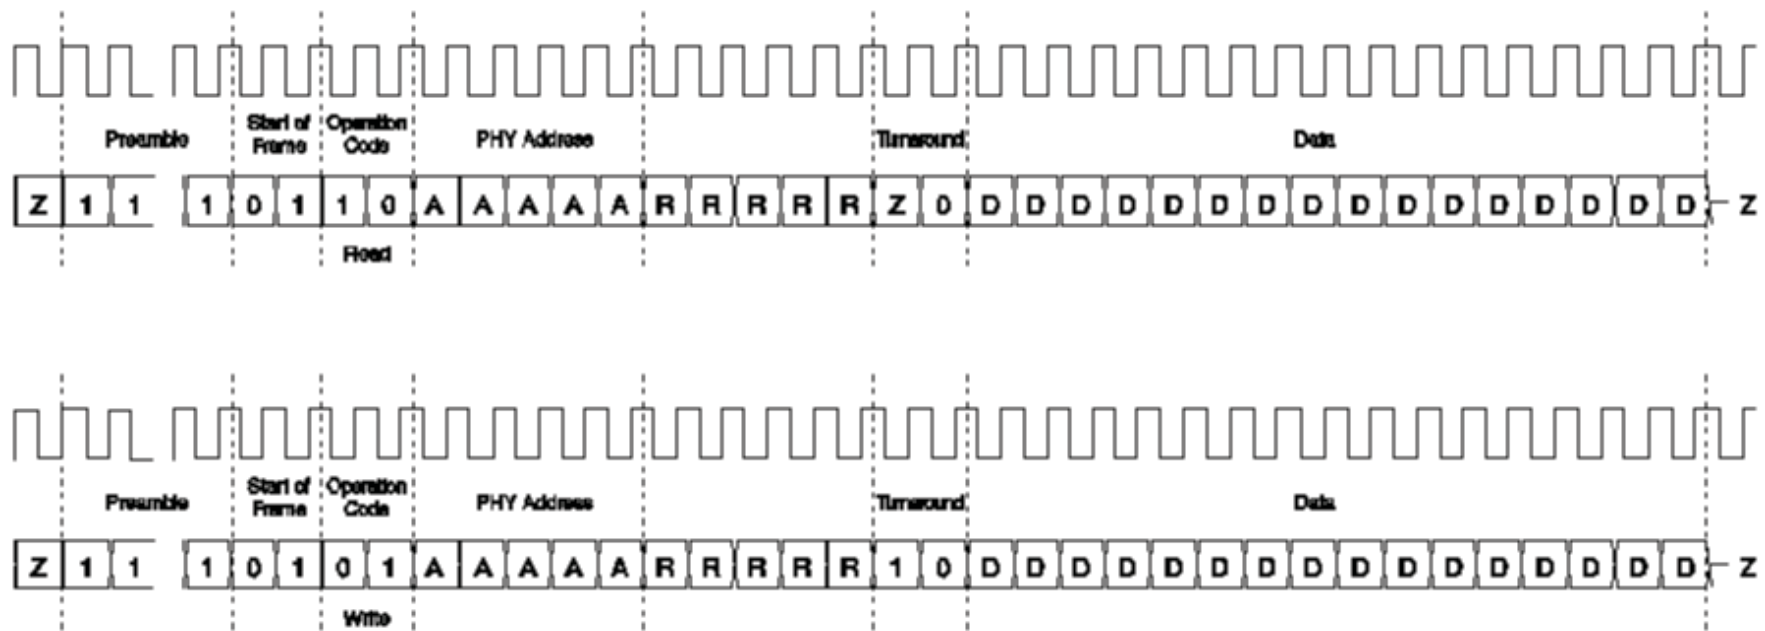 Preamble Start of Frame Operation Code PHY Address Turnaround Data
Z 1 1 1 0 1 1 0 A A A A A R R R R R Z 0 D D D D D D D D D D D D D D D D Z
Read
Preamble Start of Frame Operation Code PHY Address Turnaround Data
Z 1 1 1 0 1 0 1 A A A A A R R R R R 1 0 D D D D D D D D D D D D D D D D Z
Write